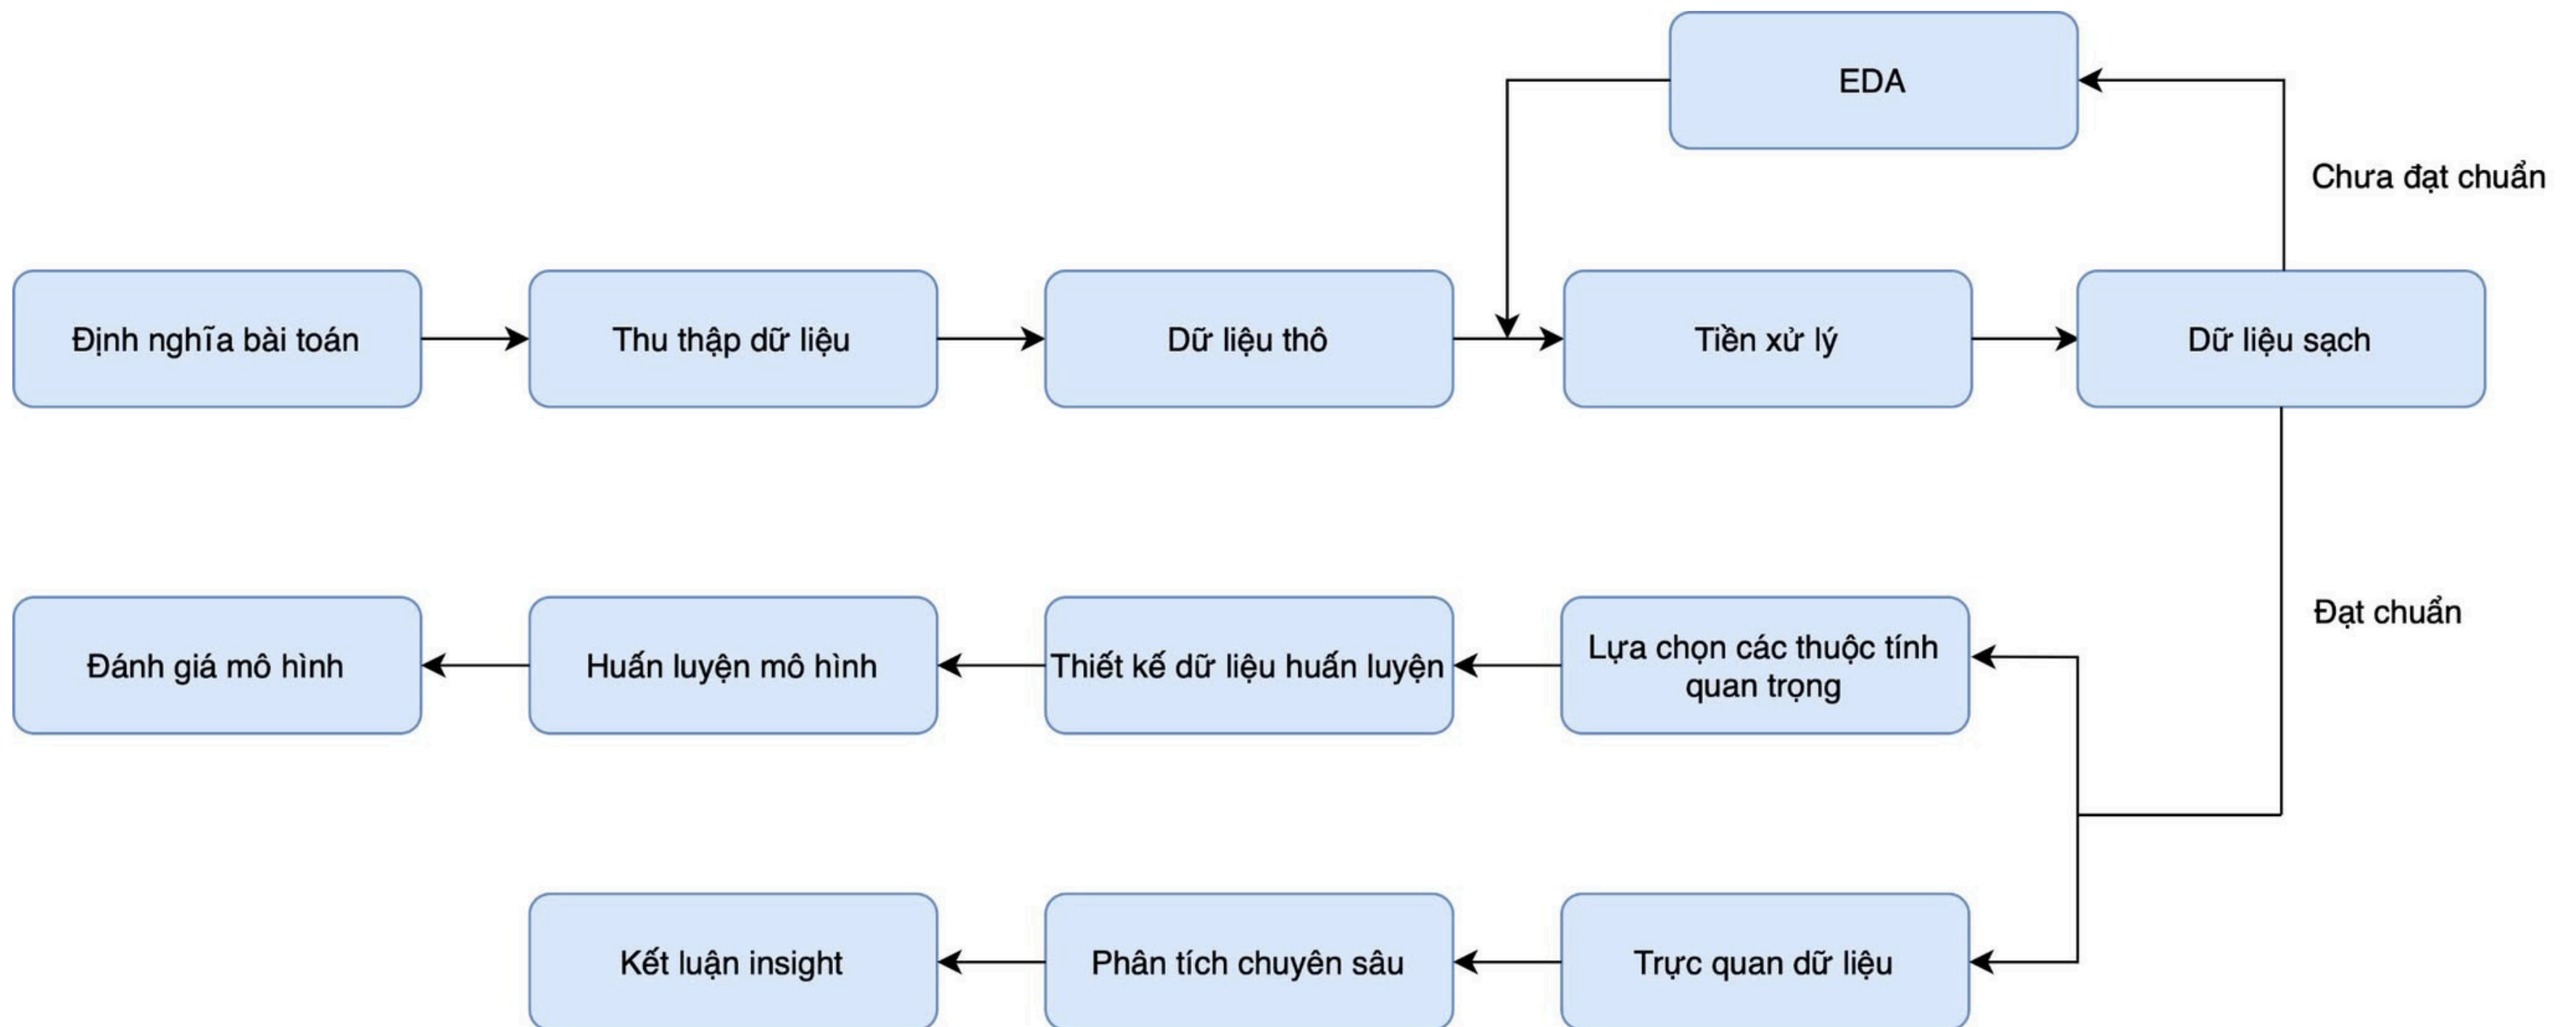 EDA
Chưa đạt chuẩn
Định nghĩa bài toán
Thu thập dữ liệu
Dữ liệu thô
Tiền xử lý
Dữ liệu sạch
Đạt chuẩn
Đánh giá mô hình
Huấn luyện mô hình
Thiết kế dữ liệu huấn luyện
Lựa chọn các thuộc tính
quan trọng
Kết luận insight
Phân tích chuyên sâu
Trực quan dữ liệu